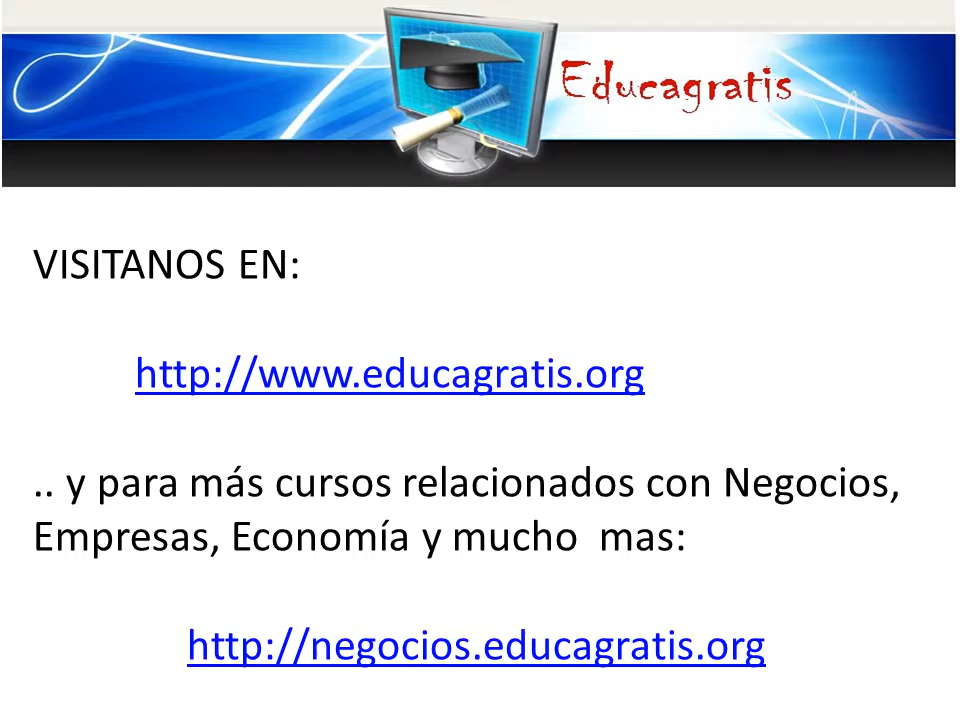 Educagratis
VISITANOS EN:
http://www.educagratis.org
.. y para más cursos relacionados con Negocios,
Empresas, Economía y mucho  mas:
http://negocios.educagratis.org